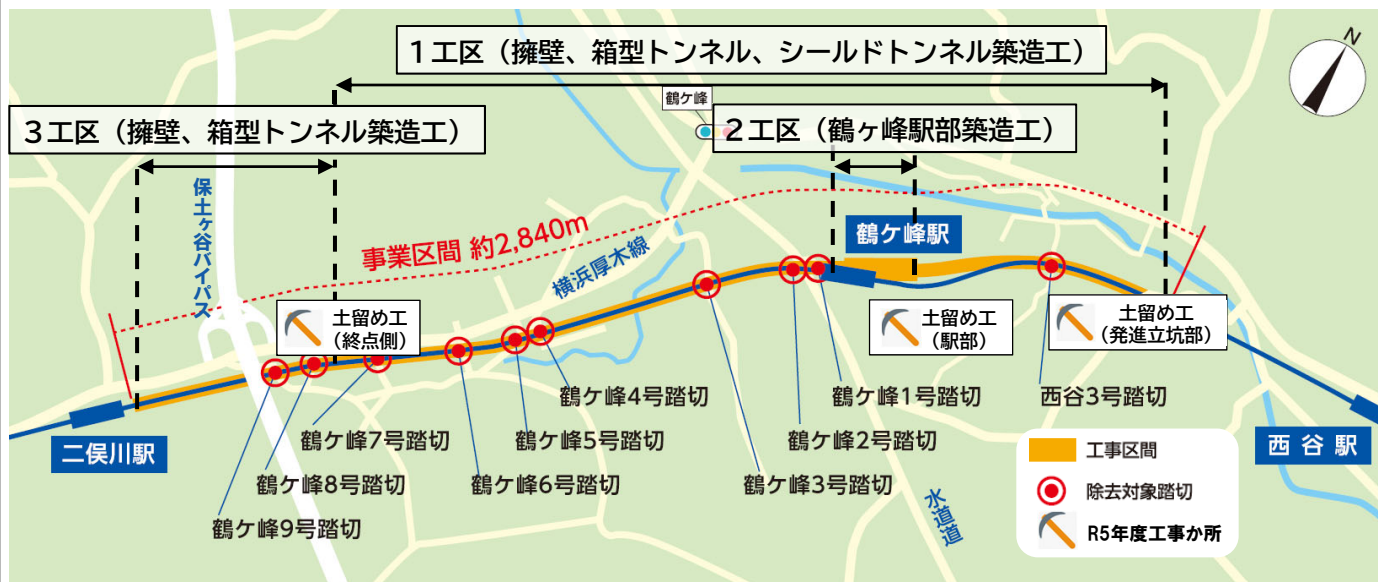 1工区（擁壁、箱型トンネル、シールドトンネル築造工）
N
鶴ケ峰
3工区（擁壁、箱型トンネル築造工）
2工区（鶴ヶ峰駅部築造工）
保土ヶ谷バイパス
事業区間 約2,840m
横浜厚木線
鶴ケ峰駅
土留め工
（終点側）
土留め工
（駅部）
土留め工
（発進立坑部）
鶴ケ峰4号踏切
鶴ケ峰1号踏切
西谷3号踏切
鶴ケ峰7号踏切
鶴ケ峰5号踏切
鶴ケ峰2号踏切
二俣川駅
西谷駅
鶴ケ峰8号踏切
鶴ケ峰6号踏切
鶴ケ峰3号踏切
鶴ケ峰9号踏切
水道道
工事区間
除去対象踏切
R5年度工事か所